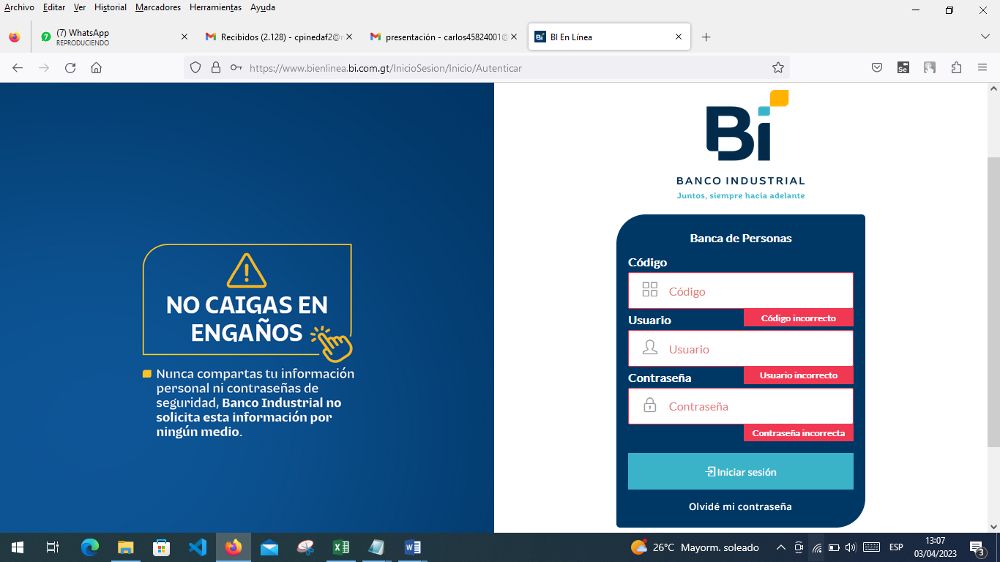 Archivo Editar Ver Historial Marcadores Herramientas Ayuda
(7) WhatsApp
REPRODUCIENDO
Recibidos (2.128) - cpinedaf2@
presentación - carlos45824001@
Bi BI En Línea
https://www.bienlinea.bi.com.gt/InicioSesion/Inicio/Autenticar
Se
Bi
BANCO INDUSTRIAL
Juntos, siempre hacia adelante
NO CAIGAS EN
ENGAÑOS
Nunca compartas tu información
personal ni contraseñas de
seguridad, Banco Industrial no
solicita esta información por
ningún medio.
Banca de Personas
Código
Código
Código incorrecto
Usuario
Usuario
Usuario incorrecto
Contraseña
Contraseña
Contraseña incorrecta
Iniciar sesión
Olvidé mi contraseña
26°C Mayorm. soleado
ESP
13:07
03/04/2023
3